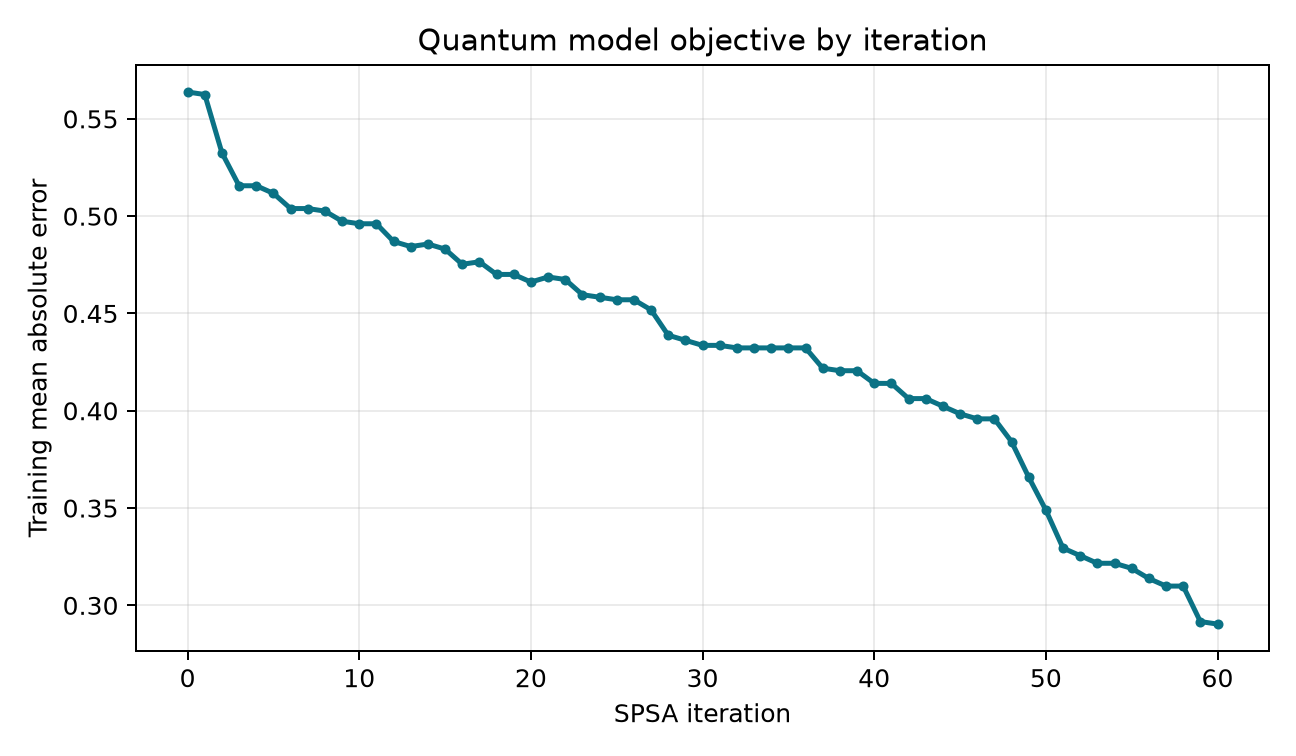 Quantum model objective by iteration
Training mean absolute error
0.55
0.50
0.45
0.40
0.35
0.30
0 10 20 30 40 50 60
SPSA iteration